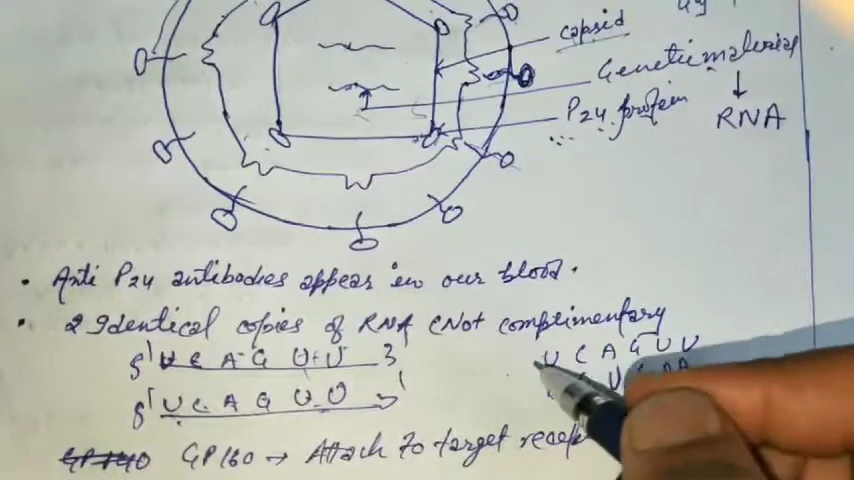 capsid
Genetic material
RNA
P24 protein
• Anti P24 antibodies appear in our blood.
• 2 Identical copies of RNA (Not complimentary
5' U C A G U U 3'
U C A G U U
5' U C A G U U
GP160 → Attach to target